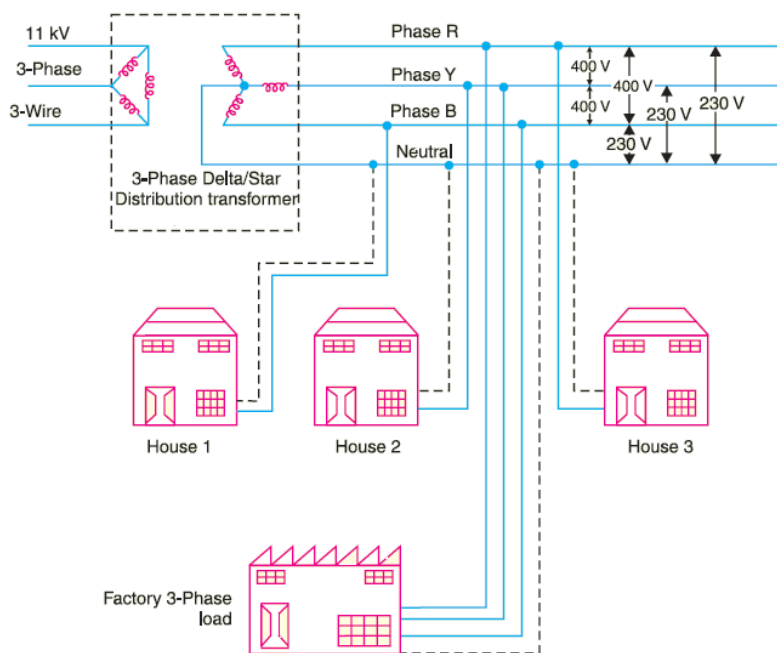 11 kV
3-Phase
3-Wire
3-Phase Delta/Star
Distribution transformer
Phase R
Phase Y
Phase B
Neutral
400 V
400 V
400 V
230 V
230 V
230 V
House 1
House 2
House 3
Factory 3-Phase
load